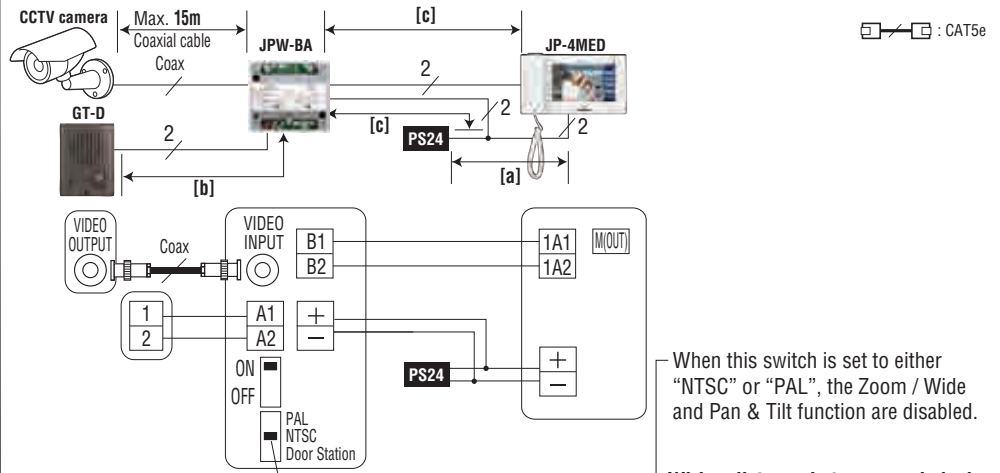 CCTV camera
Max. 15m
Coaxial cable
Coax
[c]
JPW-BA
JP-4MED
: CAT5e
2
2
2
GT-D
2
[c]
PS24
[a]
[b]
VIDEO
OUTPUT
Coax
VIDEO
INPUT
B1
B2
1A1
1A2
M(OUT)
1
2
A1
A2
+
−
PS24
+
−
ON
OFF
PAL
NTSC
Door Station
When this switch is set to either
“NTSC” or “PAL”, the Zoom / Wide
and Pan & Tilt function are disabled.